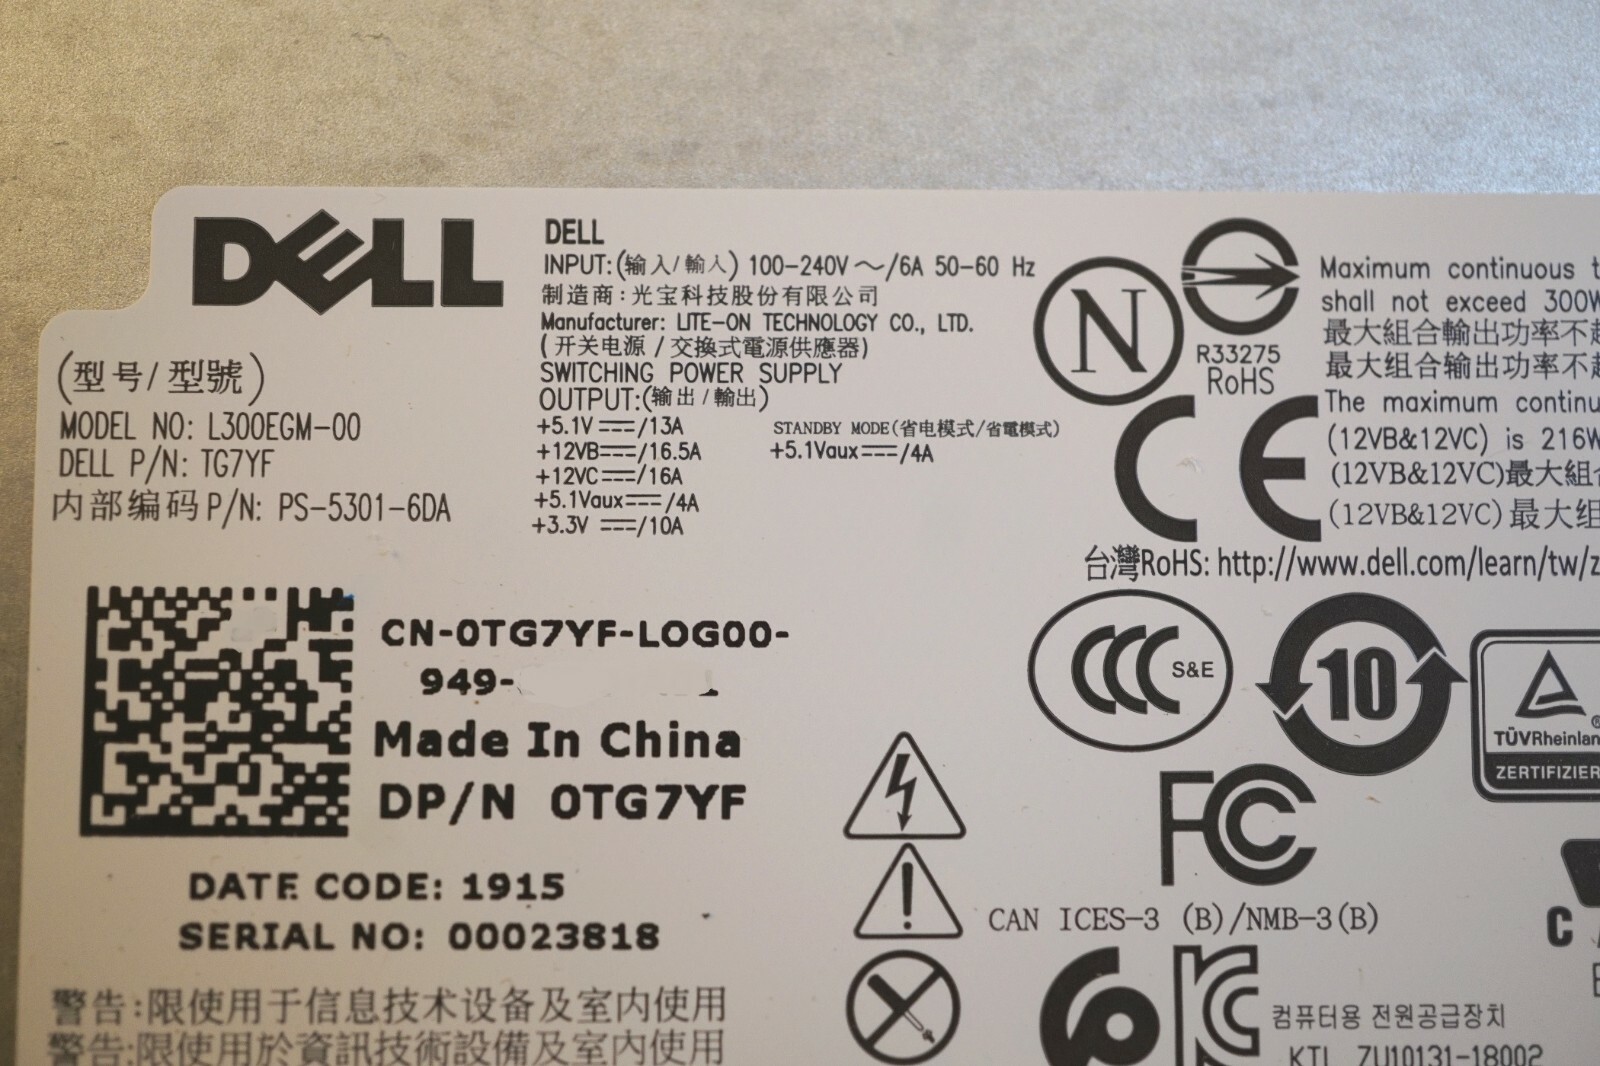 DELL
(型号/型號)
MODEL NO: L300EGM-00
DELL P/N: TG7YF
内部编码P/N: PS-5301-6DA
DELL
INPUT:(输入/輸入) 100-240V ～/6A 50-60 Hz
制造商:光宝科技股份有限公司
Manufacturer: LITE-ON TECHNOLOGY CO., LTD.
(开关电源/交換式電源供應器)
SWITCHING POWER SUPPLY
OUTPUT:(输出/輸出)
+5.1V ⎓/13A
+12VB⎓/16.5A
+12VC⎓/16A
+5.1Vaux⎓/4A
+3.3V ⎓/10A
STANDBY MODE(省电模式/省電模式)
+5.1Vaux⎓/4A
N
R33275
RoHS
CE
Maximum continuous
shall not exceed 300W
最大組合輸出功率不超
最大组合输出功率不超
The maximum continu
(12VB&12VC) is 216W
(12VB&12VC)最大組
(12VB&12VC)最大组
台灣RoHS: http://www.dell.com/learn/tw/z
CN-0TG7YF-LOG00-
949-
Made In China
DP/N 0TG7YF
DATE CODE: 1915
SERIAL NO: 00023818
CCC S&E
10
TÜVRheinlan
ZERTIFIZIER
FC
CAN ICES-3 (B)/NMB-3(B)
C
警告:限使用于信息技术设备及室内使用
警告:限使用於資訊技術設備及室內使用
컴퓨터용 전원공급장치
KTL ZU10131-18002